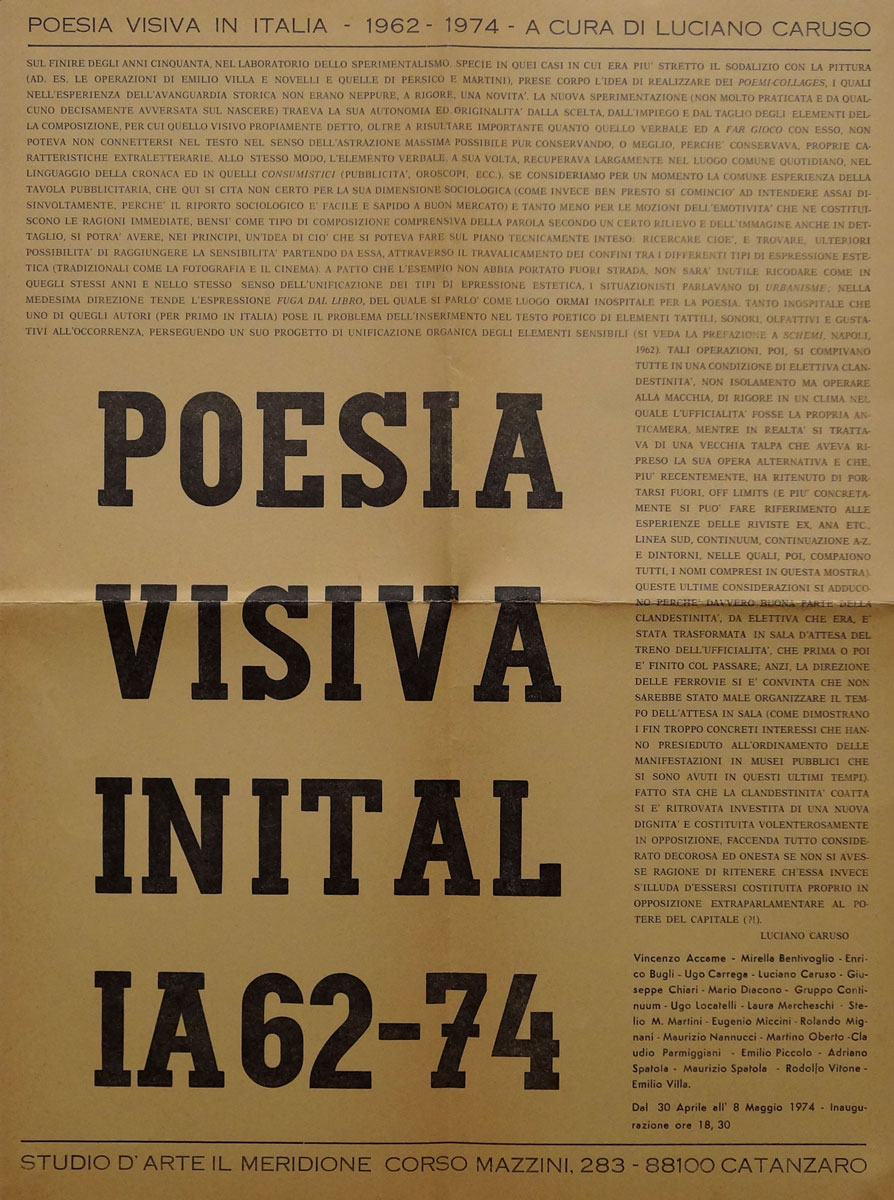 POESIA VISIVA IN ITALIA - 1962 - 1974 - A CURA DI LUCIANO CARUSO
SUL FINIRE DEGLI ANNI CINQUANTA, NEL LABORATORIO DELLO SPERIMENTALISMO, SPECIE IN QUEI CASI IN CUI ERA PIU' STRETTO IL SODALIZIO CON LA PITTURA
(AD. ES. LE OPERAZIONI DI EMILIO VILLA E NOVELLI E QUELLE DI PERSICO E MARTINI), PRESE CORPO L'IDEA DI REALIZZARE DEI POEMI-COLLAGES, I QUALI
NELL'ESPERIENZA DELL'AVANGUARDIA STORICA NON ERANO NEPPURE, A RIGORE, UNA NOVITA'. LA NUOVA SPERIMENTAZIONE (NON MOLTO PRATICATA E DA QUAL-
CUNO DECISAMENTE AVVERSATA SUL NASCERE) TRAEVA LA SUA AUTONOMIA ED ORIGINALITA' DALLA SCELTA, DALL'IMPIEGO E DAL TAGLIO DEGLI ELEMENTI DEL-
LA COMPOSIZIONE, PER CUI QUELLO VISIVO PROPIAMENTE DETTO, OLTRE A RISULTARE IMPORTANTE QUANTO QUELLO VERBALE ED A FAR GIOCO CON ESSO, NON
POTEVA NON CONNETTERSI NEL TESTO NEL SENSO DELL'ASTRAZIONE MASSIMA POSSIBILE PUR CONSERVANDO, O MEGLIO, PERCHE' CONSERVAVA, PROPRIE CA-
RATTERISTICHE EXTRALETTERARIE. ALLO STESSO MODO, L'ELEMENTO VERBALE, A SUA VOLTA, RECUPERAVA LARGAMENTE NEL LUOGO COMUNE QUOTIDIANO, NEL
LINGUAGGIO DELLA CRONACA ED IN QUELLI CONSUMISTICI (PUBBLICITA', OROSCOPI, ECC.). SE CONSIDERIAMO PER UN MOMENTO LA COMUNE ESPERIENZA DELLA
TAVOLA PUBBLICITARIA, CHE QUI SI CITA NON CERTO PER LA SUA DIMENSIONE SOCIOLOGICA (COME INVECE BEN PRESTO SI COMINCIO' AD INTENDERE ASSAI DI-
SINVOLTAMENTE, PERCHE' IL RIPORTO SOCIOLOGICO E' FACILE E SAPIDO A BUON MERCATO) E TANTO MENO PER LE MOZIONI DELL'EMOTIVITA' CHE NE COSTITUI-
SCONO LE RAGIONI IMMEDIATE, BENSI' COME TIPO DI COMPOSIZIONE COMPRENSIVA DELLA PAROLA SECONDO UN CERTO RILIEVO E DELL'IMMAGINE ANCHE IN DET-
TAGLIO, SI POTRA' AVERE, NEI PRINCIPI, UN'IDEA DI CIO' CHE SI POTEVA FARE SUL PIANO TECNICAMENTE INTESO: RICERCARE CIOE', E TROVARE, ULTERIORI
POSSIBILITA' DI RAGGIUNGERE LA SENSIBILITA' PARTENDO DA ESSA, ATTRAVERSO IL TRAVALICAMENTO DEI CONFINI TRA I DIFFERENTI TIPI DI ESPRESSIONE ESTE-
TICA (TRADIZIONALI COME LA FOTOGRAFIA E IL CINEMA). A PATTO CHE L'ESEMPIO NON ABBIA PORTATO FUORI STRADA, NON SARA' INUTILE RICODARE COME IN
QUEGLI STESSI ANNI E NELLO STESSO SENSO DELL'UNIFICAZIONE DEI TIPI DI EPRESSIONE ESTETICA, I SITUAZIONISTI PARLAVANO DI URBANISME; NELLA
MEDESIMA DIREZIONE TENDE L'ESPRESSIONE FUGA DAL LIBRO, DEL QUALE SI PARLO' COME LUOGO ORMAI INOSPITALE PER LA POESIA. TANTO INOSPITALE CHE
UNO DI QUEGLI AUTORI (PER PRIMO IN ITALIA) POSE IL PROBLEMA DELL'INSERIMENTO NEL TESTO POETICO DI ELEMENTI TATTILI, SONORI, OLFATTIVI E GUSTA-
TIVI ALL'OCCORRENZA, PERSEGUENDO UN SUO PROGETTO DI UNIFICAZIONE ORGANICA DEGLI ELEMENTI SENSIBILI (SI VEDA LA PREFAZIONE A SCHEMI, NAPOLI,
1962). TALI OPERAZIONI, POI, SI COMPIVANO
TUTTE IN UNA CONDIZIONE DI ELETTIVA CLAN-
DESTINITA', NON ISOLAMENTO MA OPERARE
ALLA MACCHIA, DI RIGORE IN UN CLIMA NEL
QUALE L'UFFICIALITA' FOSSE LA PROPRIA AN-
TICAMERA, MENTRE IN REALTA' SI TRATTA-
VA DI UNA VECCHIA TALPA CHE AVEVA RI-
PRESO LA SUA OPERA ALTERNATIVA E CHE,
PIU' RECENTEMENTE, HA RITENUTO DI POR-
TARSI FUORI, OFF LIMITS (E PIU' CONCRETA-
MENTE SI PUO' FARE RIFERIMENTO ALLE
ESPERIENZE DELLE RIVISTE EX, ANA ETC.,
LINEA SUD, CONTINUUM, CONTINUAZIONE A-Z,
E DINTORNI, NELLE QUALI, POI, COMPAIONO
TUTTI, I NOMI COMPRESI IN QUESTA MOSTRA).
QUESTE ULTIME CONSIDERAZIONI SI ADDUCO-
NO PERCHE' DAVVERO BUONA PARTE DELLA
CLANDESTINITA', DA ELETTIVA CHE ERA, E'
STATA TRASFORMATA IN SALA D'ATTESA DEL
TRENO DELL'UFFICIALITA', CHE PRIMA O POI
E' FINITO COL PASSARE; ANZI, LA DIREZIONE
DELLE FERROVIE SI E' CONVINTA CHE NON
SAREBBE STATO MALE ORGANIZZARE IL TEM-
PO DELL'ATTESA IN SALA (COME DIMOSTRANO
I FIN TROPPO CONCRETI INTERESSI CHE HAN-
NO PRESIEDUTO ALL'ORDINAMENTO DELLE
MANIFESTAZIONI IN MUSEI PUBBLICI CHE
SI SONO AVUTI IN QUESTI ULTIMI TEMPI).
FATTO STA CHE LA CLANDESTINITA' COATTA
SI E' RITROVATA INVESTITA DI UNA NUOVA
DIGNITA' E COSTITUITA VOLENTEROSAMENTE
IN OPPOSIZIONE, FACCENDA TUTTO CONSIDE-
RATO DECOROSA ED ONESTA SE NON SI AVES-
SE RAGIONE DI RITENERE CH'ESSA INVECE
S'ILLUDA D'ESSERSI COSTITUITA PROPRIO IN
OPPOSIZIONE EXTRAPARLAMENTARE AL PO-
TERE DEL CAPITALE (?!).
LUCIANO CARUSO
POESIA
VISIVA
INITAL
IA62-74
Vincenzo Accame - Mirella Bentivoglio - Enri-
co Bugli - Ugo Carrega - Luciano Caruso - Giu-
seppe Chiari - Mario Diacono - Gruppo Conti-
nuum - Ugo Locatelli - Laura Marcheschi - Ste-
lio M. Martini - Eugenio Miccini - Rolando Mig-
nani - Maurizio Nannucci - Martino Oberto -Cla
udio Parmiggiani - Emilio Piccolo - Adriano
Spatola - Maurizio Spatola - Rodolfo Vitone -
Emilio Villa.
Dal 30 Aprile all' 8 Maggio 1974 - Inaugu-
razione ore 18, 30
STUDIO D'ARTE IL MERIDIONE CORSO MAZZINI, 283 - 88100 CATANZARO